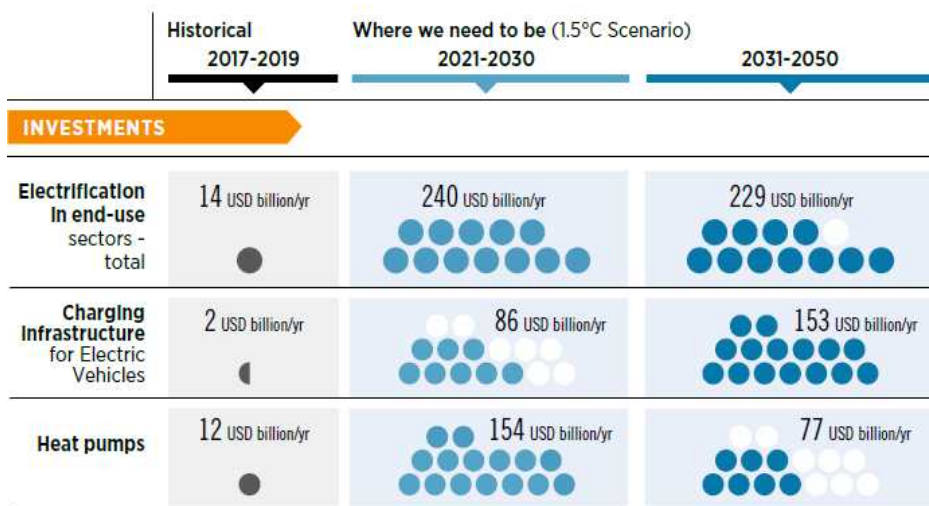 Historical
Where we need to be (1.5°C Scenario)
2017-2019
2021-2030
2031-2050
INVESTMENTS
Electrification
in end-use
sectors -
total
14 USD billion/yr
240 USD billion/yr
229 USD billion/yr
Charging
infrastructure
for Electric
Vehicles
2 USD billion/yr
86 USD billion/yr
153 USD billion/yr
Heat pumps
12 USD billion/yr
154 USD billion/yr
77 USD billion/yr